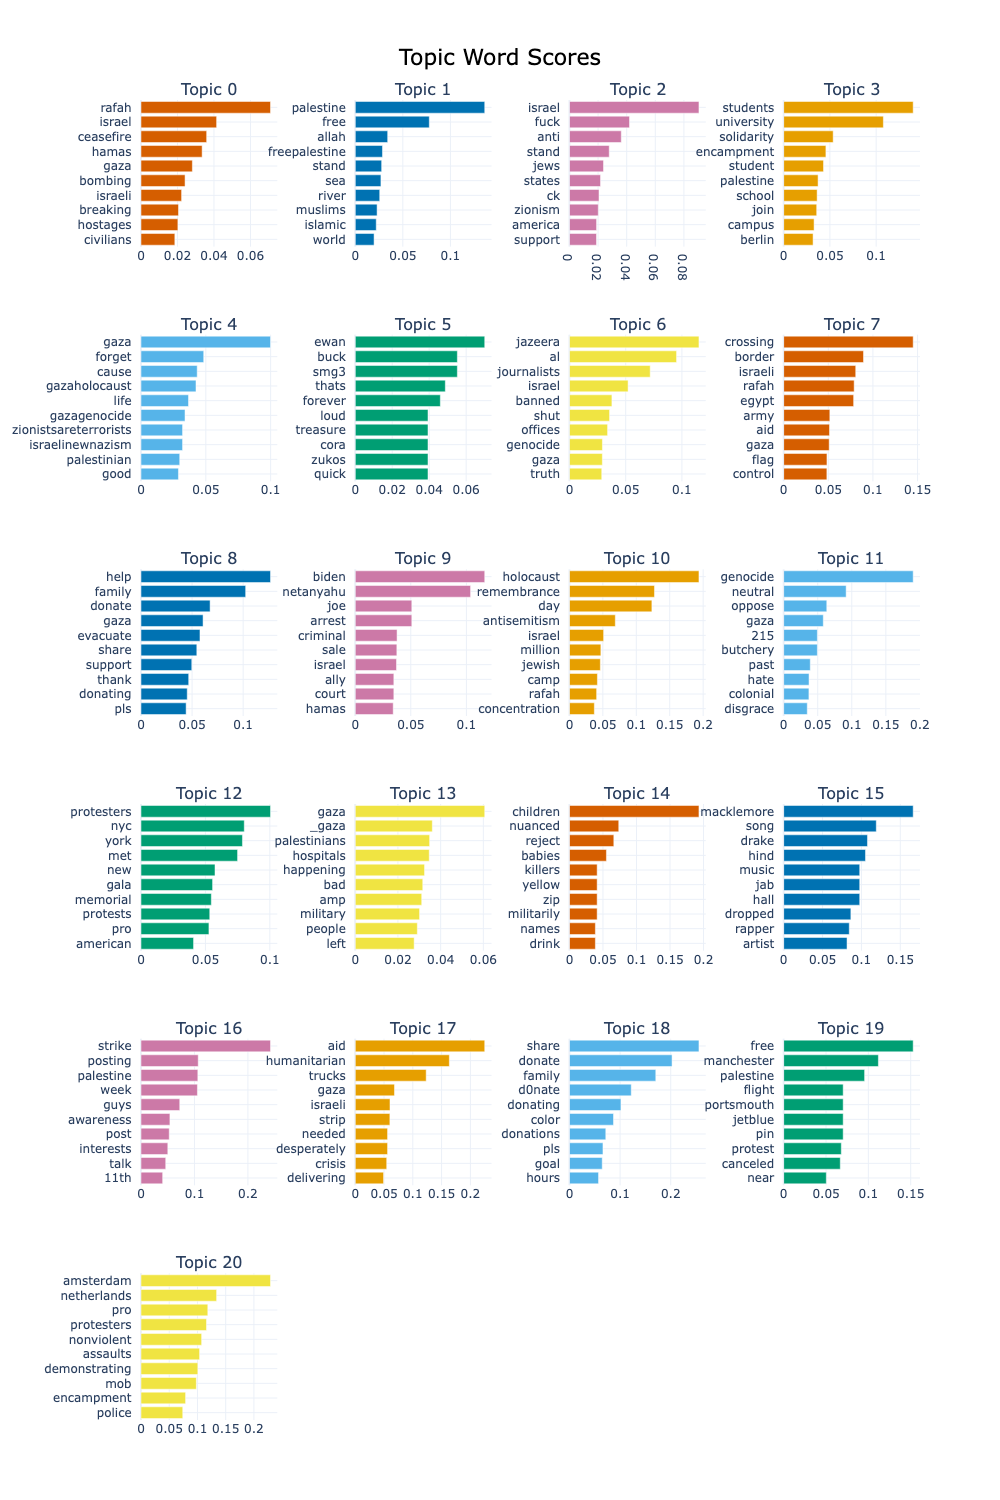 Topic Word Scores
Topic 0
rafah
israel
ceasefire
hamas
gaza
bombing
israeli
breaking
hostages
civilians
0 0.02 0.04 0.06
Topic 1
palestine
free
allah
freepalestine
stand
sea
river
muslims
islamic
world
0 0.05 0.1
Topic 2
israel
fuck
anti
stand
jews
states
ck
zionism
america
support
0 0.02 0.04 0.06 0.08
Topic 3
students
university
solidarity
encampment
student
palestine
school
join
campus
berlin
0 0.05 0.1
Topic 4
gaza
forget
cause
gazaholocaust
life
gazagenocide
zionistsareterrorists
israelinewnazism
palestinian
good
0 0.05 0.1
Topic 5
ewan
buck
smg3
thats
forever
loud
treasure
cora
zukos
quick
0 0.02 0.04 0.06
Topic 6
jazeera
al
journalists
israel
banned
shut
offices
genocide
gaza
truth
0 0.05 0.1
Topic 7
crossing
border
israeli
rafah
egypt
army
aid
gaza
flag
control
0 0.05 0.1 0.15
Topic 8
help
family
donate
gaza
evacuate
share
support
thank
donating
pls
0 0.05 0.1
Topic 9
biden
netanyahu
joe
arrest
criminal
sale
israel
ally
court
hamas
0 0.05 0.1
Topic 10
holocaust
remembrance
day
antisemitism
israel
million
jewish
camp
rafah
concentration
0 0.05 0.1 0.15 0.2
Topic 11
genocide
neutral
oppose
gaza
215
butchery
past
hate
colonial
disgrace
0 0.05 0.1 0.15 0.2
Topic 12
protesters
nyc
york
met
new
gala
memorial
protests
pro
american
0 0.05 0.1
Topic 13
gaza
_gaza
palestinians
hospitals
happening
bad
amp
military
people
left
0 0.02 0.04 0.06
Topic 14
children
nuanced
reject
babies
killers
yellow
zip
militarily
names
drink
0 0.05 0.1 0.15 0.2
Topic 15
macklemore
song
drake
hind
music
jab
hall
dropped
rapper
artist
0 0.05 0.1 0.15
Topic 16
strike
posting
palestine
week
guys
awareness
post
interests
talk
11th
0 0.1 0.2
Topic 17
aid
humanitarian
trucks
gaza
israeli
strip
needed
desperately
crisis
delivering
0 0.05 0.1 0.15 0.2
Topic 18
share
donate
family
d0nate
donating
color
donations
pls
goal
hours
0 0.1 0.2
Topic 19
free
manchester
palestine
flight
portsmouth
jetblue
pin
protest
canceled
near
0 0.05 0.1 0.15
Topic 20
amsterdam
netherlands
pro
protesters
nonviolent
assaults
demonstrating
mob
encampment
police
0 0.05 0.1 0.15 0.2